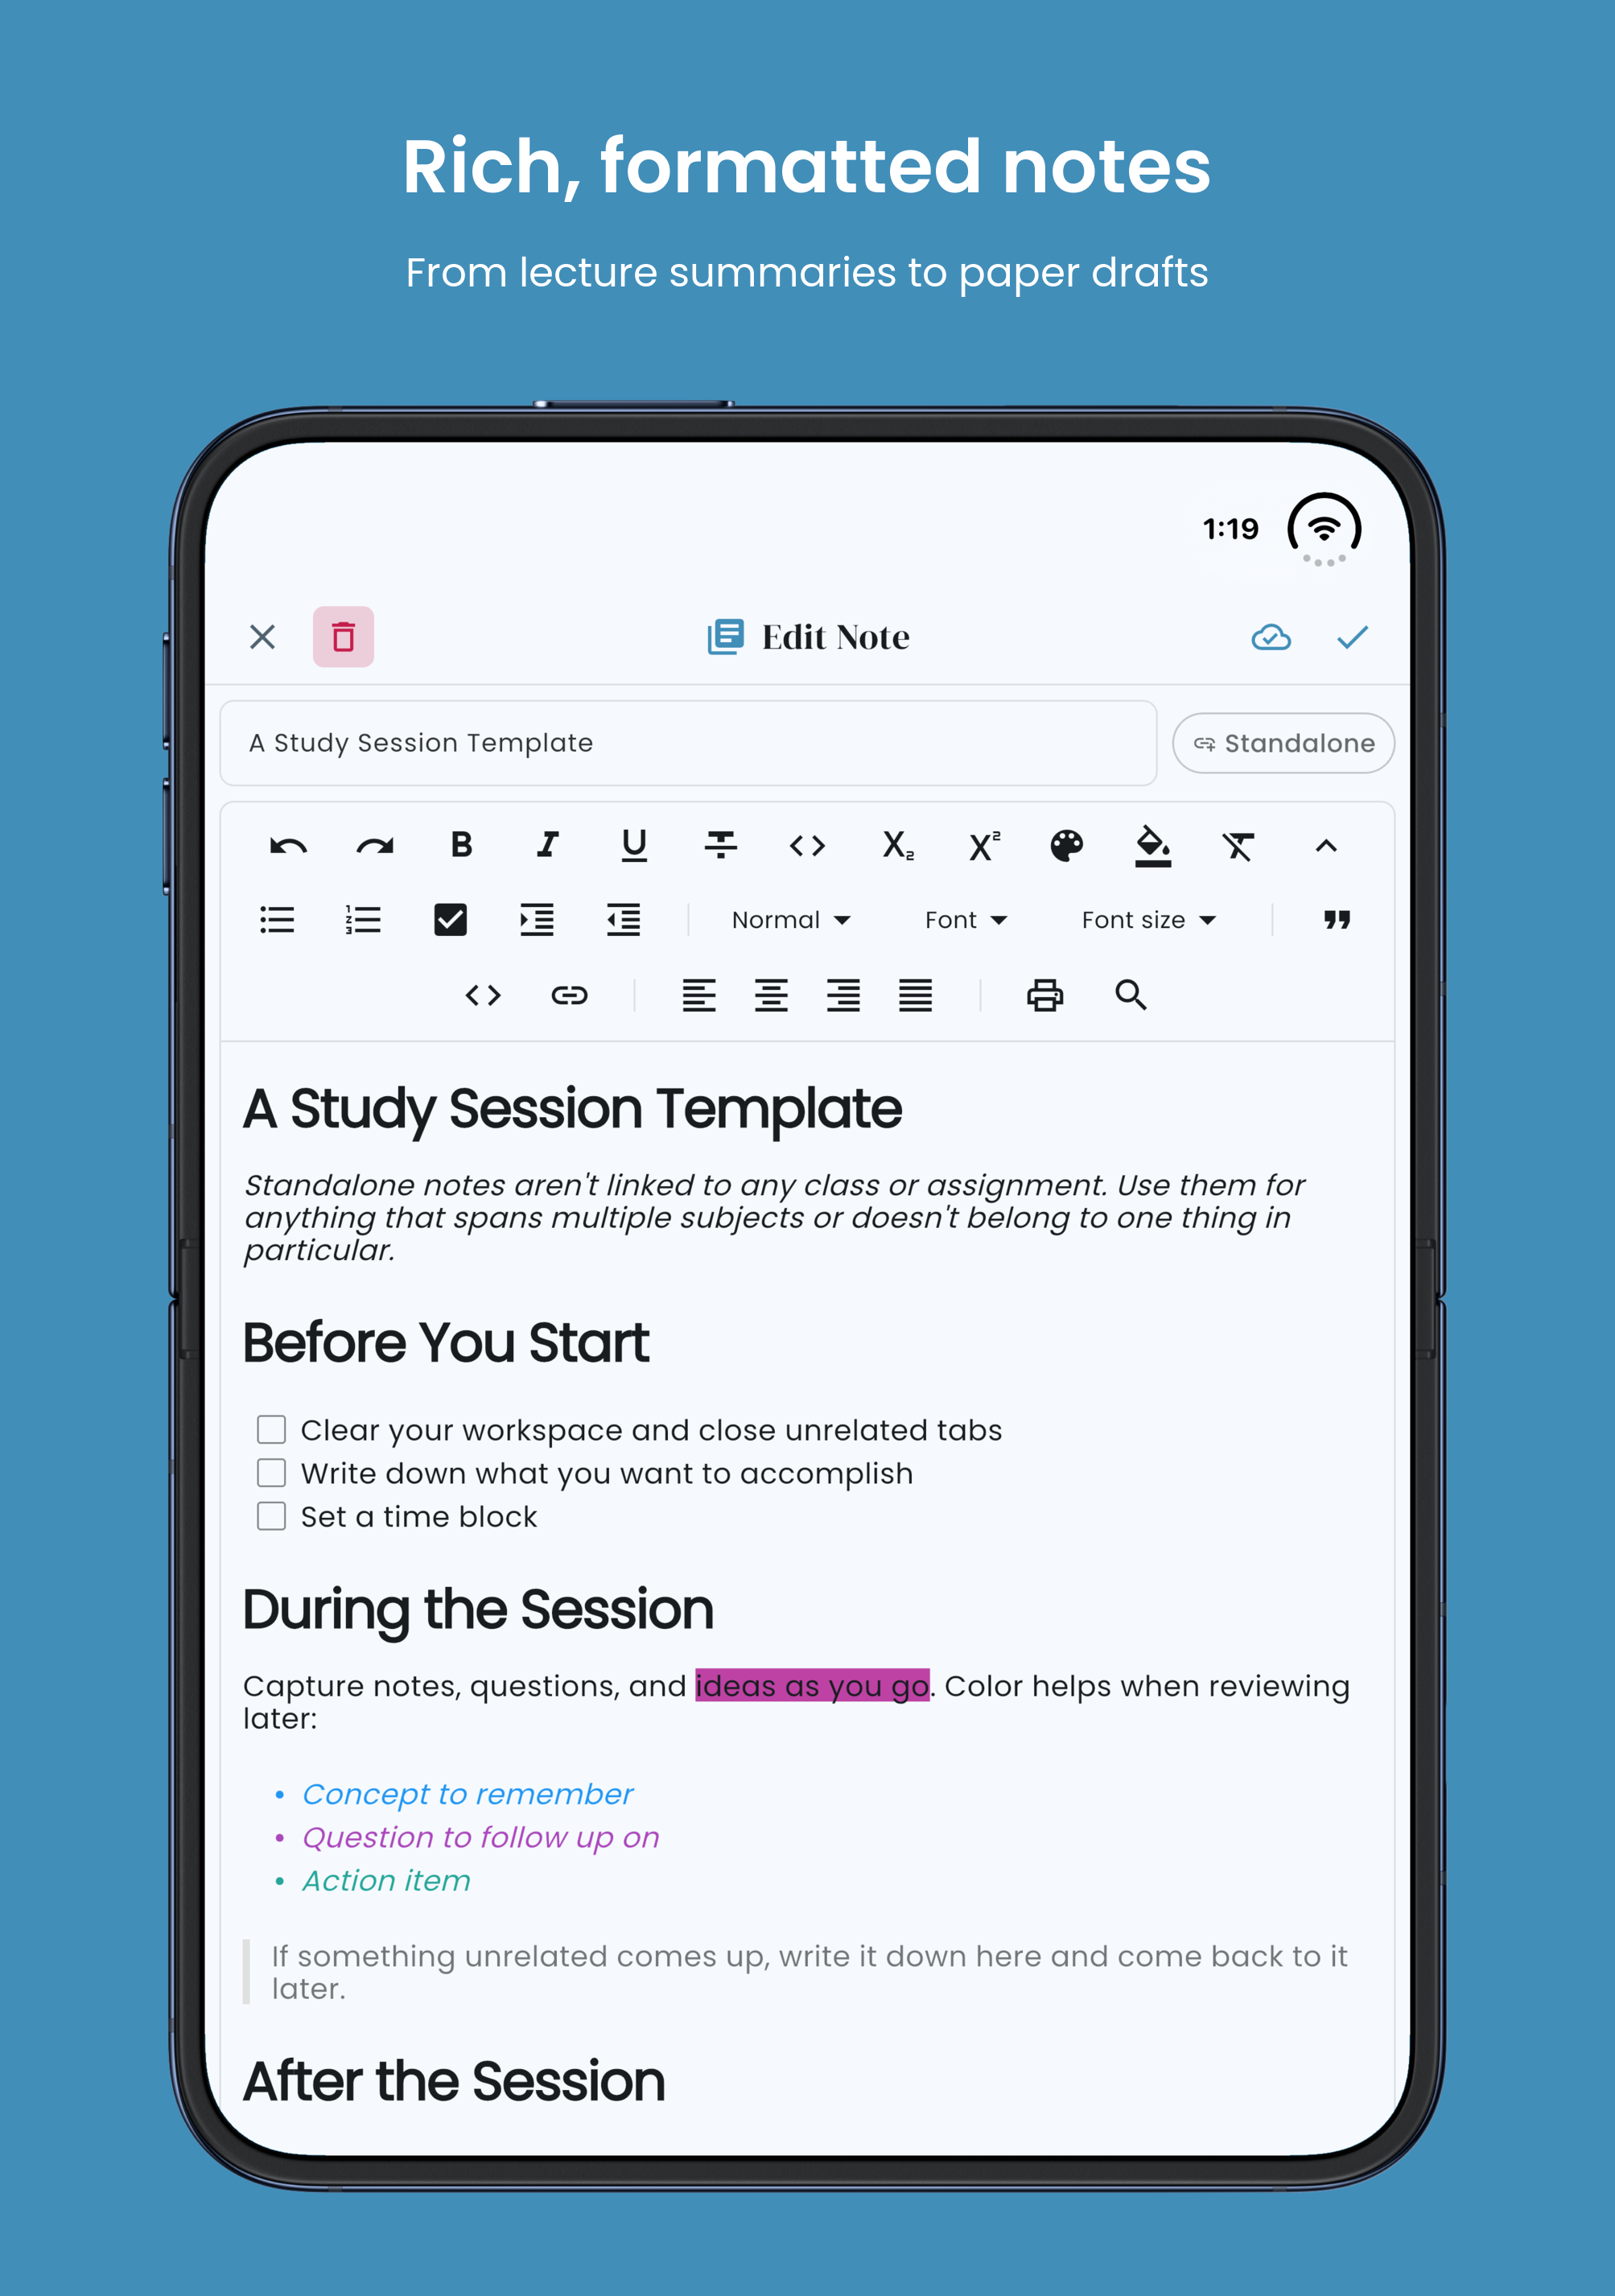 Rich, formatted notes
From lecture summaries to paper drafts
1:19
Edit Note
A Study Session Template
Standalone
Normal
Font
Font size
A Study Session Template
Standalone notes aren't linked to any class or assignment. Use them for
anything that spans multiple subjects or doesn't belong to one thing in
particular.
Before You Start
Clear your workspace and close unrelated tabs
Write down what you want to accomplish
Set a time block
During the Session
Capture notes, questions, and ideas as you go. Color helps when reviewing
later:
• Concept to remember
• Question to follow up on
• Action item
If something unrelated comes up, write it down here and come back to it
later.
After the Session